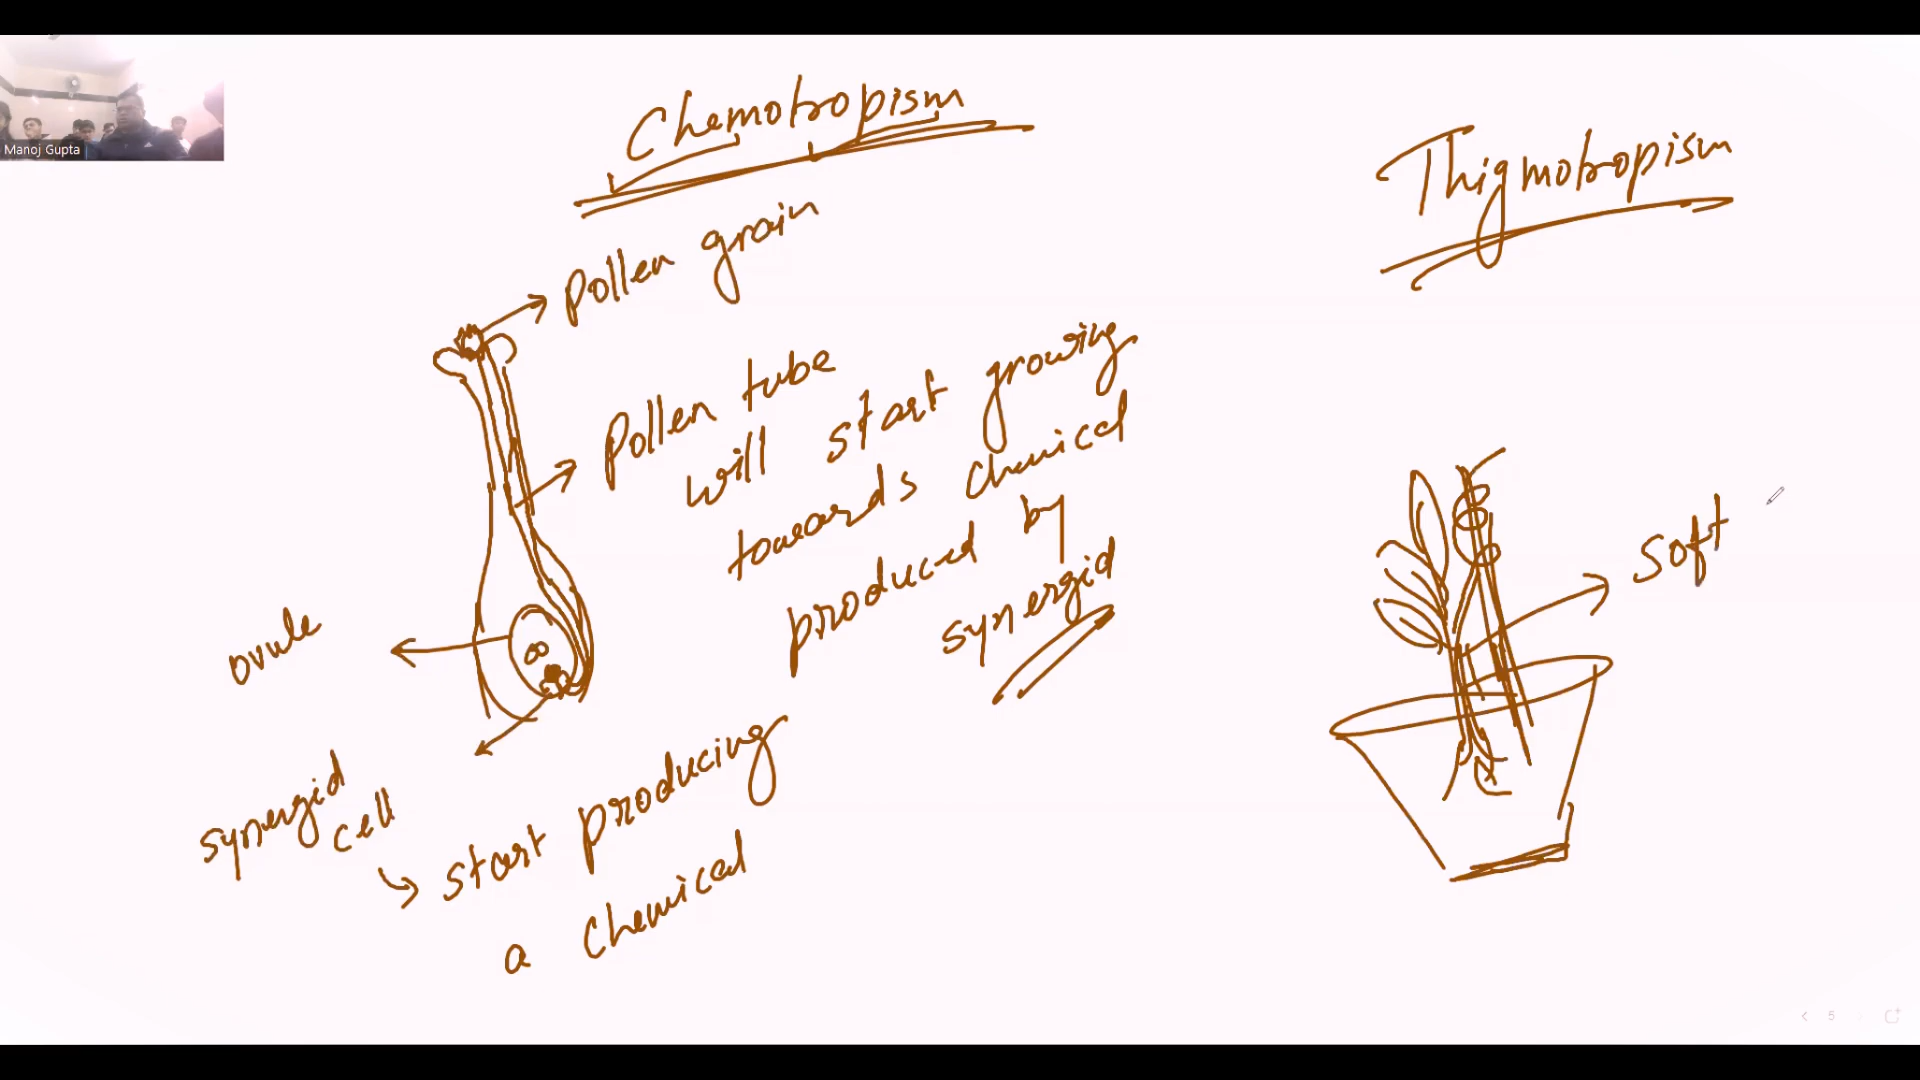 Manoj Gupta
Chemotropism
Pollen grain
Pollen tube
will start growing
towards chemical
produced by
synergid
ovule
synergid
cell
start producing
a chemical
Thigmotropism
Soft
5